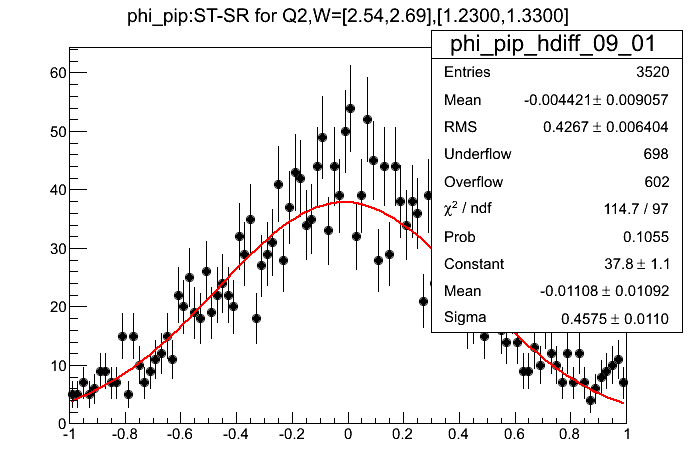 phi_pip:ST-SR for Q2,W=[2.54,2.69],[1.2300,1.3300]
phi_pip_hdiff_09_01
Entries 3520
Mean -0.004421 ± 0.009057
RMS 0.4267 ± 0.006404
Underflow 698
Overflow 602
χ² / ndf 114.7 / 97
Prob 0.1055
Constant 37.8 ± 1.1
Mean -0.01108 ± 0.01092
Sigma 0.4575 ± 0.0110
60
50
40
30
20
10
0
-1 -0.8 -0.6 -0.4 -0.2 0 0.2 0.4 0.6 0.8 1